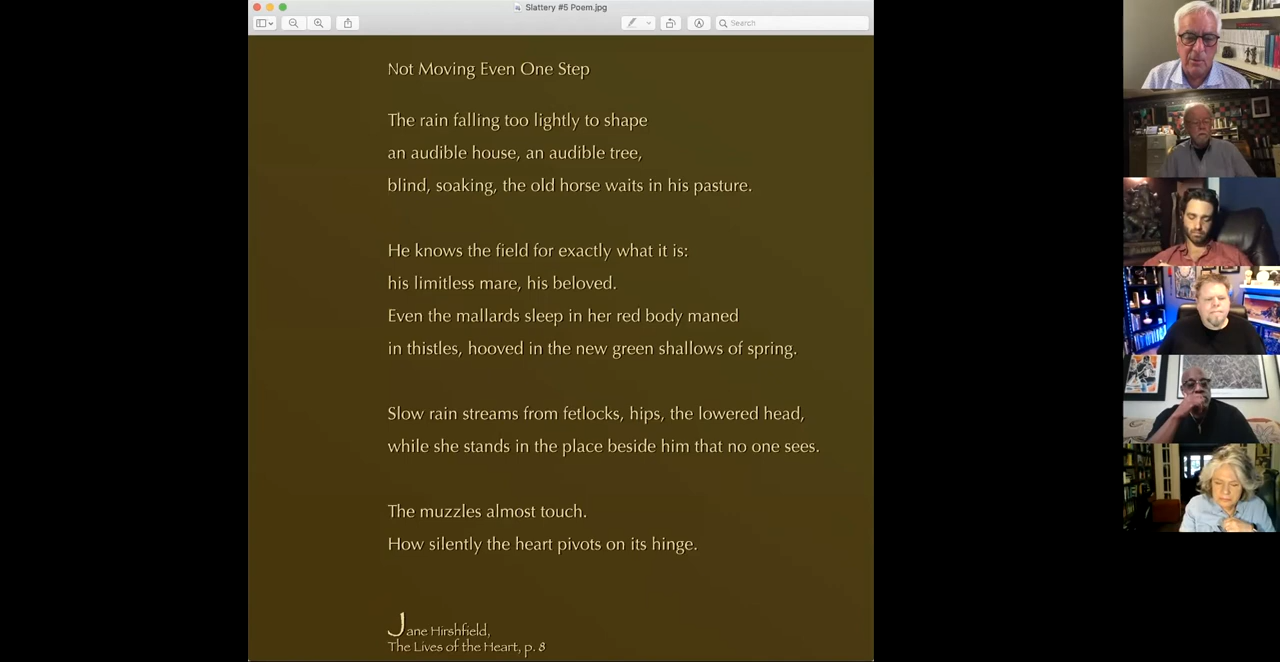 Slattery #5 Poem.jpg
Search
Not Moving Even One Step
The rain falling too lightly to shape
an audible house, an audible tree,
blind, soaking, the old horse waits in his pasture.
He knows the field for exactly what it is:
his limitless mare, his beloved.
Even the mallards sleep in her red body maned
in thistles, hooved in the new green shallows of spring.
Slow rain streams from fetlocks, hips, the lowered head,
while she stands in the place beside him that no one sees.
The muzzles almost touch.
How silently the heart pivots on its hinge.
Jane Hirshfield,
The Lives of the Heart, p. 8